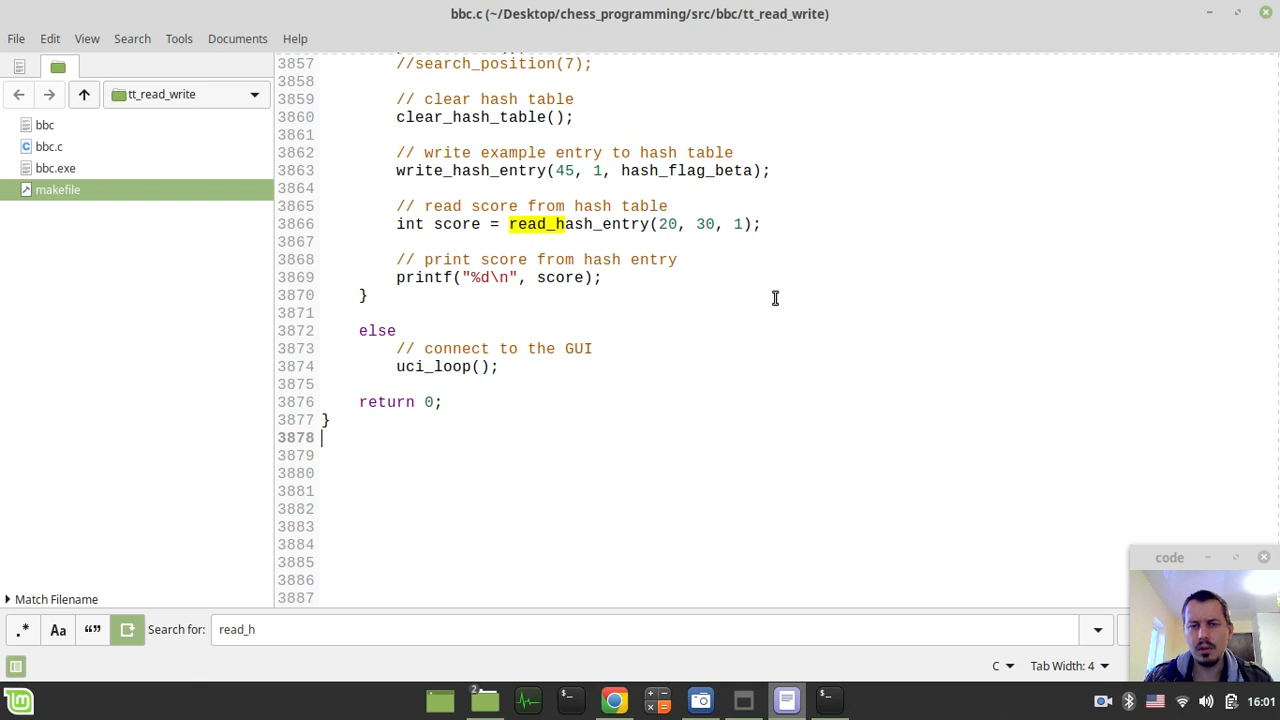 bbc.c (~/Desktop/chess_programming/src/bbc/tt_read_write)
File Edit View Search Tools Documents Help
tt_read_write
bbc
bbc.c
bbc.exe
makefile
Match Filename
3857 //search_position(7);
3858
3859 // clear hash table
3860 clear_hash_table();
3861
3862 // write example entry to hash table
3863 write_hash_entry(45, 1, hash_flag_beta);
3864
3865 // read score from hash table
3866 int score = read_hash_entry(20, 30, 1);
3867
3868 // print score from hash entry
3869 printf("%d\n", score);
3870 }
3871
3872 else
3873 // connect to the GUI
3874 uci_loop();
3875
3876 return 0;
3877 }
3878
3879
3880
3881
3882
3883
3884
3885
3886
3887
code
.* Aa “” Search for: read_h
C Tab Width: 4
2
16:01